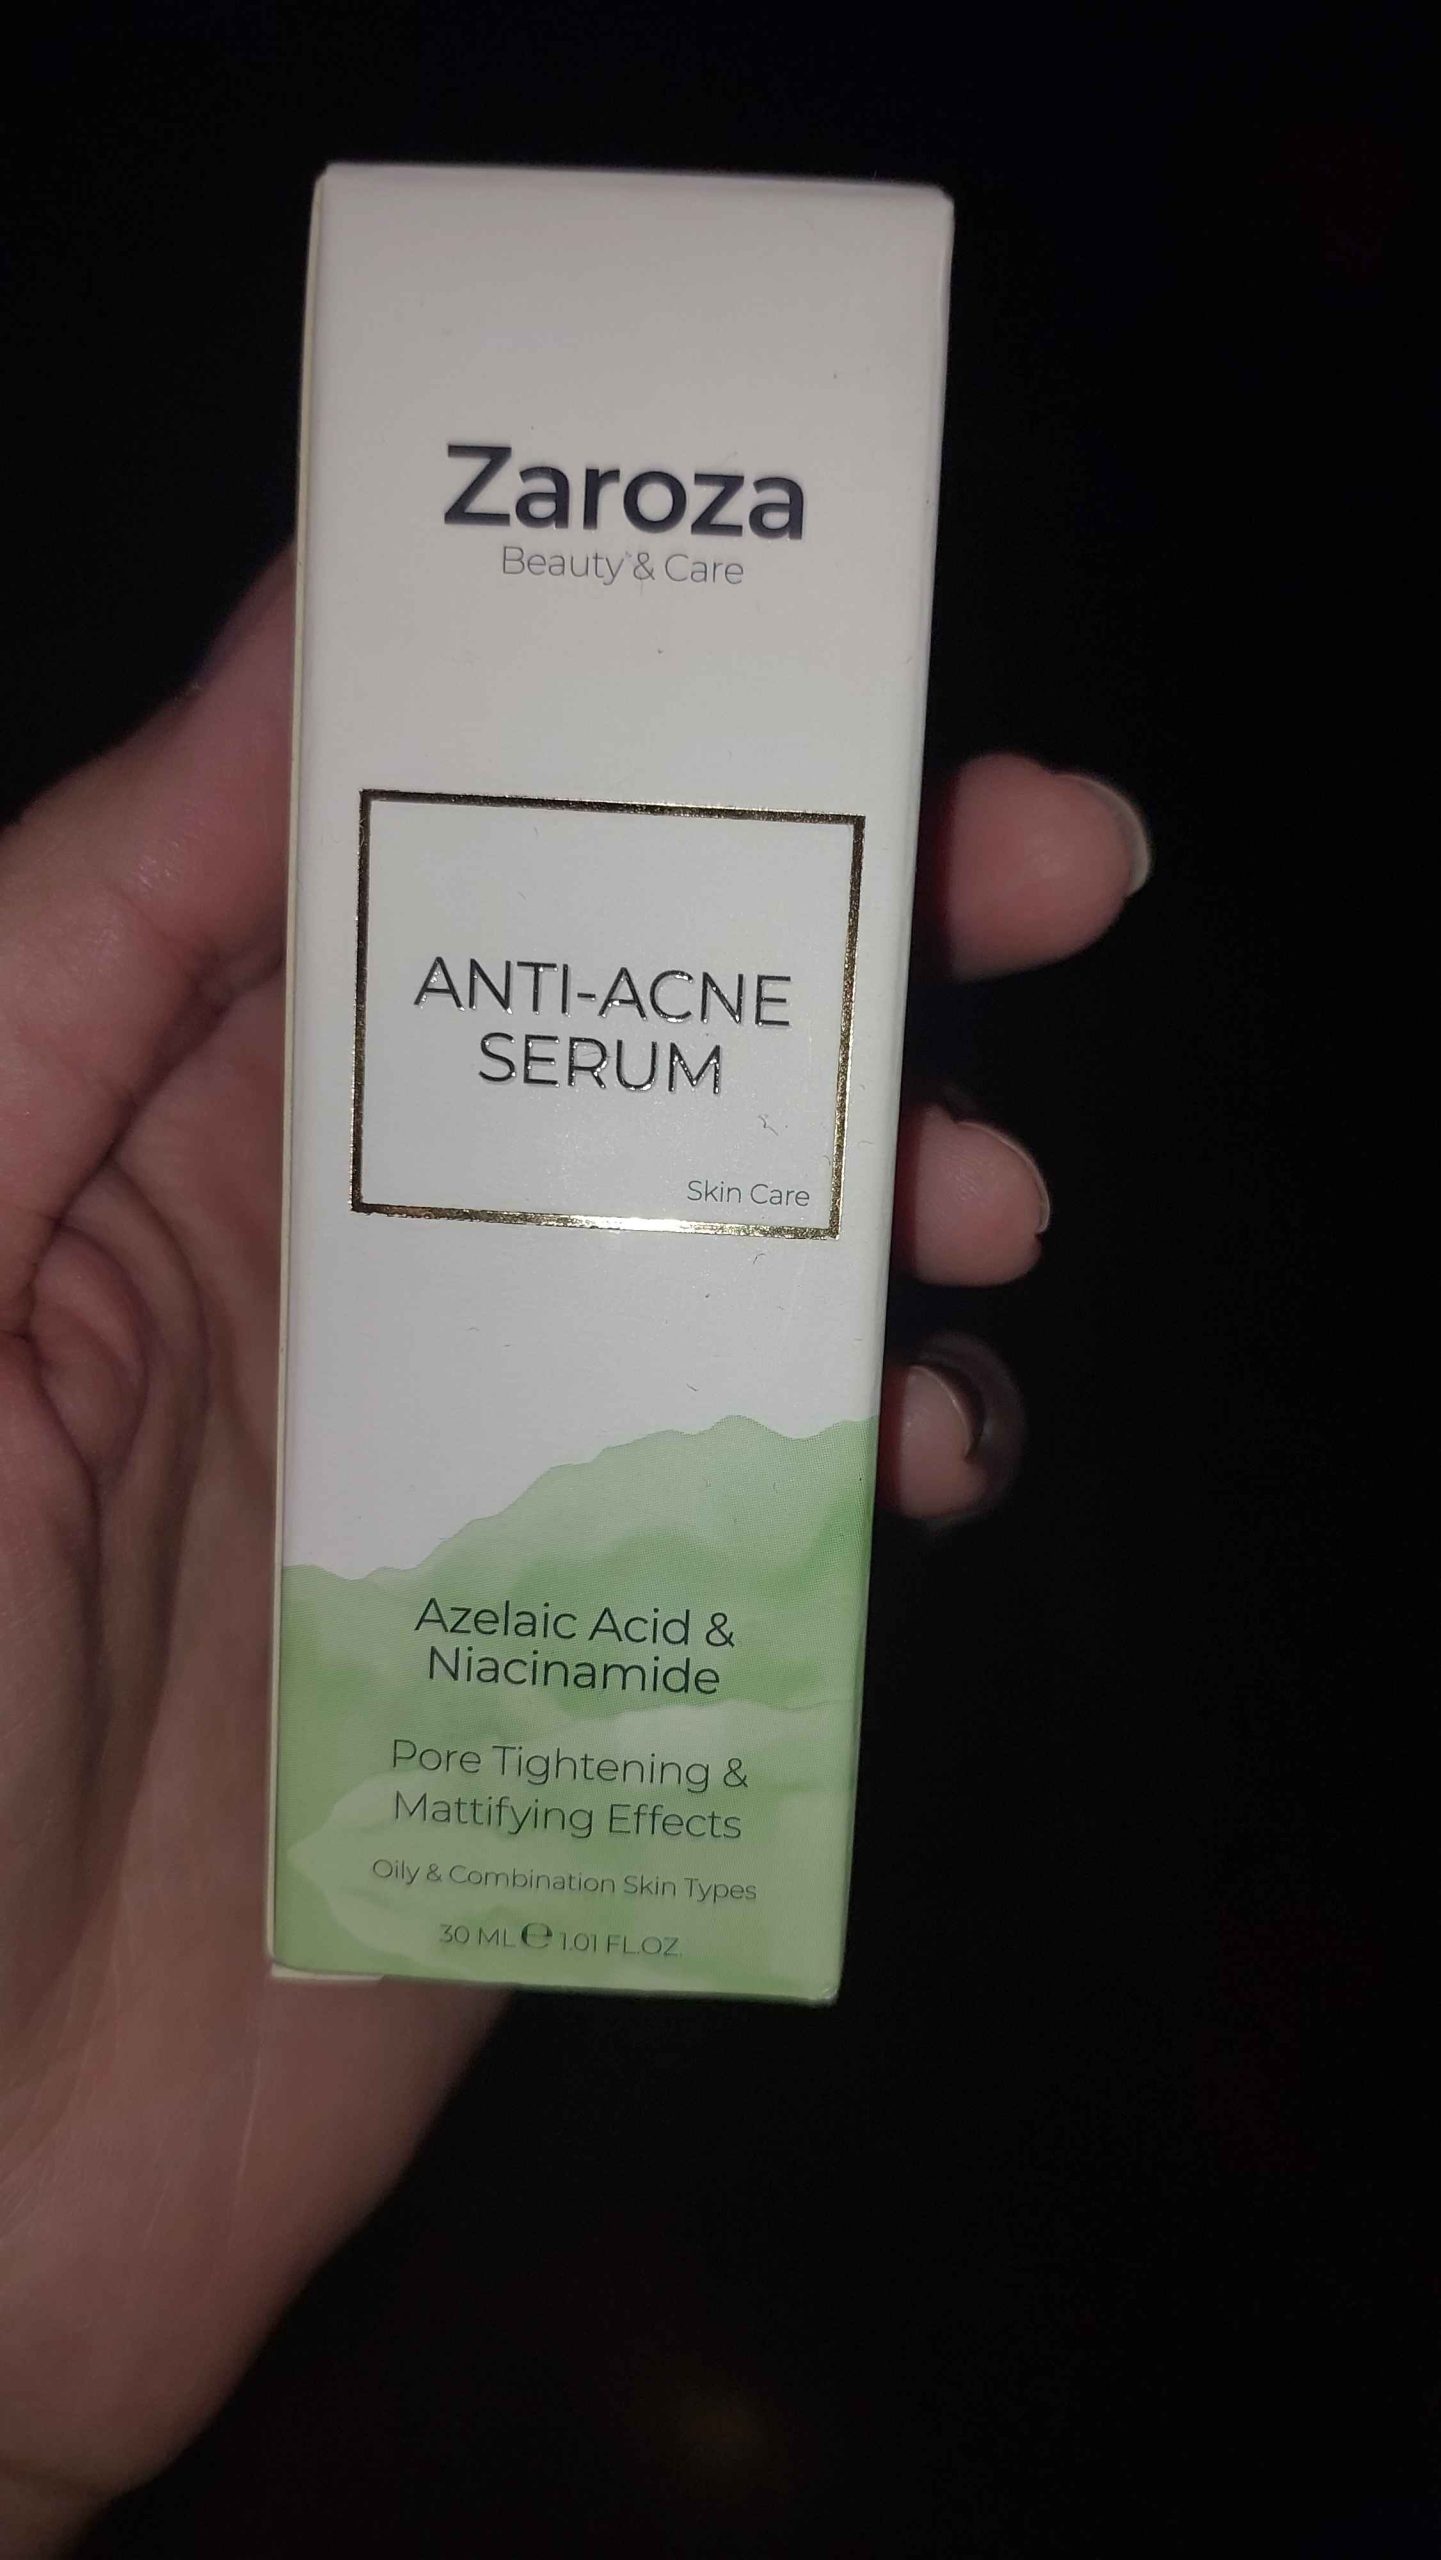 Zaroza
Beauty & Care
ANTI-ACNE
SERUM
Skin Care
Azelaic Acid &
Niacinamide
Pore Tightening &
Mattifying Effects
Oily & Combination Skin Types
30 ML ℮ 1.01 FL.OZ.